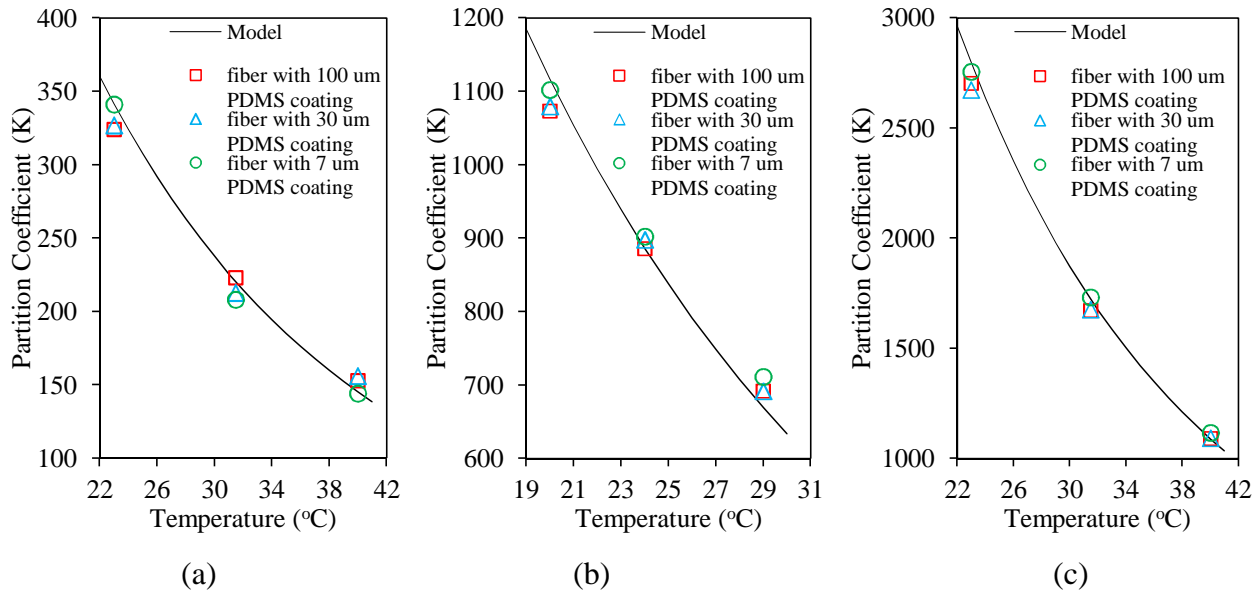 400
350
300
250
200
150
100
22
26
30
34
38
42
Partition Coefficient (K)
Temperature (oC)
Model
fiber with 100 um
PDMS coating
fiber with 30 um
PDMS coating
fiber with 7 um
PDMS coating
(a)
1200
1100
1000
900
800
700
600
19
21
23
25
27
29
31
Partition Coefficient (K)
Temperature (oC)
Model
fiber with 100 um
PDMS coating
fiber with 30 um
PDMS coating
fiber with 7 um
PDMS coating
(b)
3000
2500
2000
1500
1000
22
26
30
34
38
42
Partition Coefficient (K)
Temperature (oC)
Model
fiber with 100 um
PDMS coating
fiber with 30 um
PDMS coating
fiber with 7 um
PDMS coating
(c)